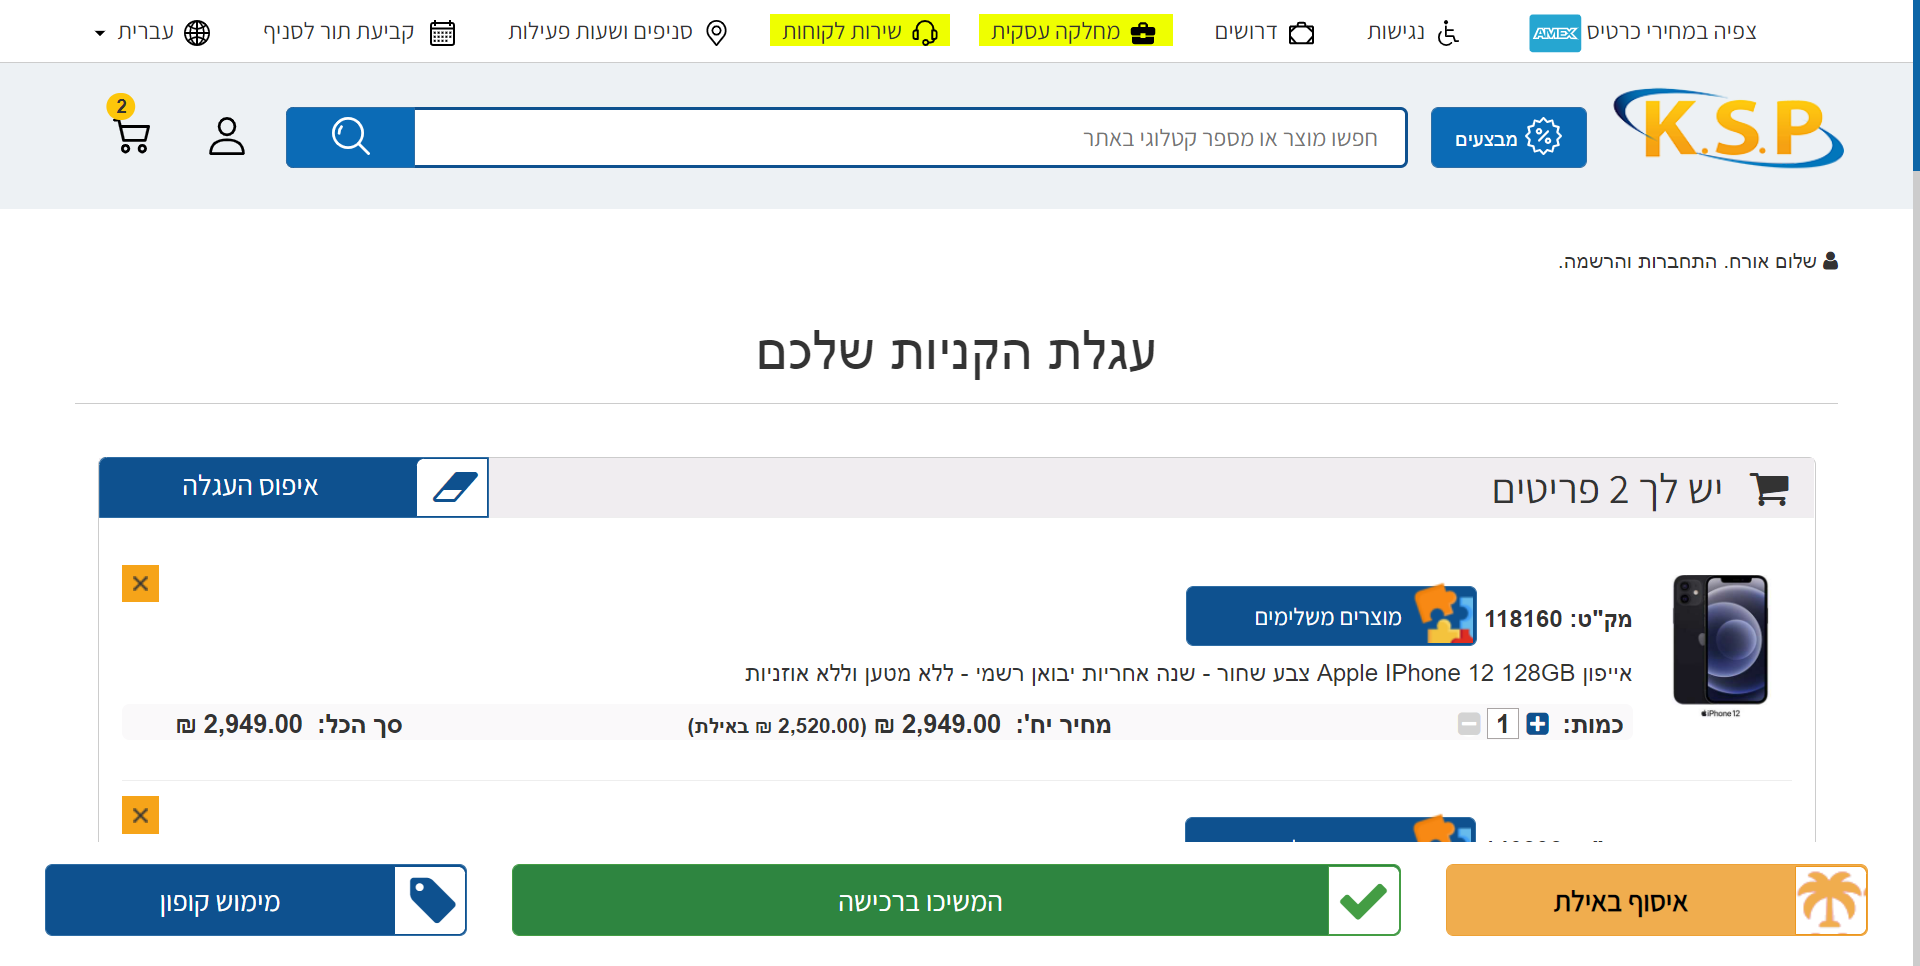 צפיה במחירי כרטיס AMEX
נגישות
דרושים
מחלקה עסקית
שירות לקוחות
סניפים ושעות פעילות
קביעת תור לסניף
עברית
K.S.P
מבצעים
חפשו מוצר או מספר קטלוגי באתר
2
שלום אורח. התחברות והרשמה.
עגלת הקניות שלכם
יש לך 2 פריטים
איפוס העגלה
מק"ט: 118160
מוצרים משלימים
אייפון Apple IPhone 12 128GB צבע שחור - שנה אחריות יבואן רשמי - ללא מטען וללא אוזניות
iPhone 12
כמות: 1
מחיר יח': 2,949.00 ₪ (2,520.00 ₪ באילת)
סך הכל: 2,949.00 ₪
איסוף באילת
המשיכו ברכישה
מימוש קופון